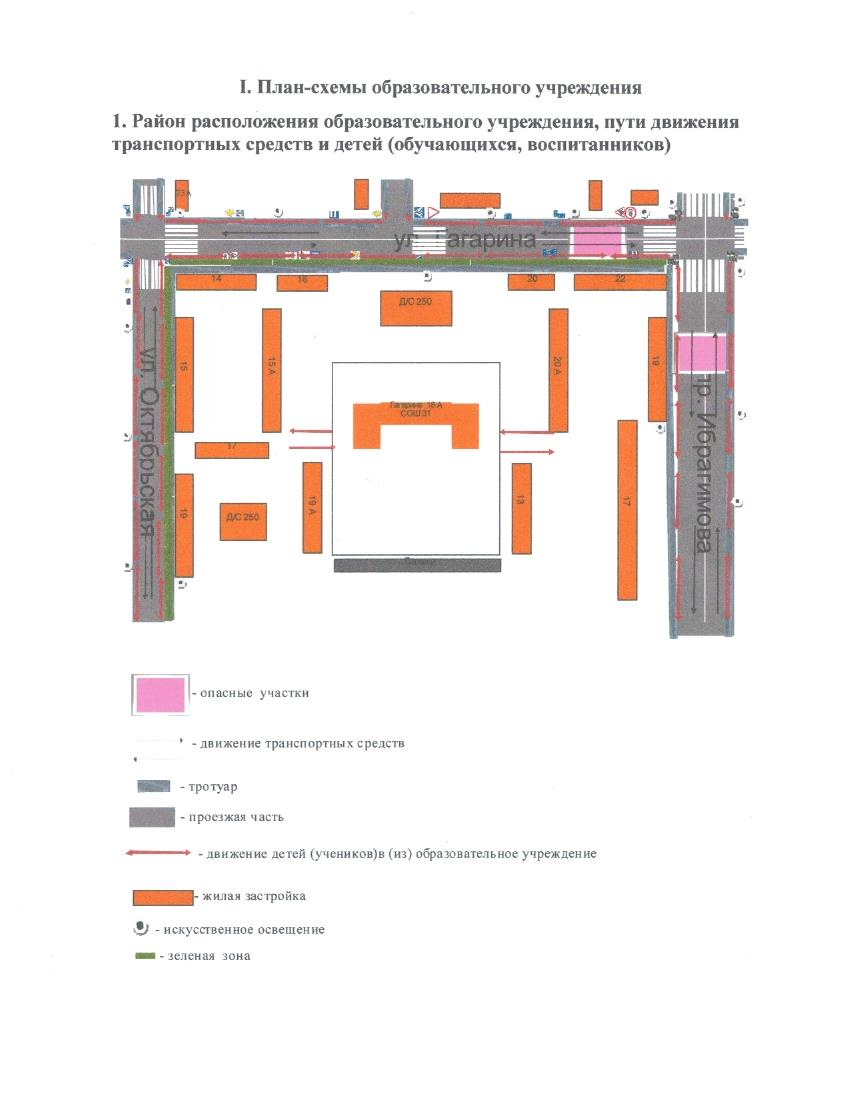 I. План-схемы образовательного учреждения
1. Район расположения образовательного учреждения, пути движения
транспортных средств и детей (обучающихся, воспитанников)
ул. Гагарина
14
16
20
22
Д/С 250
15
15 А
20 А
19
Гагарина 18 А
СОШ 31
ул. Октябрьская
пр. Ибрагимова
17
19
Д/С 250
19 А
13
17
- опасные участки
- движение транспортных средств
- тротуар
- проезжая часть
- движение детей (учеников)в (из) образовательное учреждение
- жилая застройка
- искусственное освещение
- зеленая зона